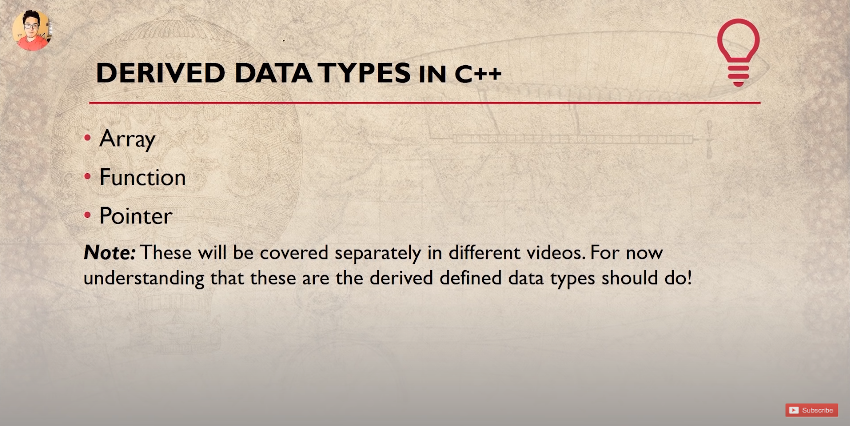 DERIVED DATA TYPES IN C++
• Array
• Function
• Pointer
Note: These will be covered separately in different videos. For now
understanding that these are the derived defined data types should do!
Subscribe